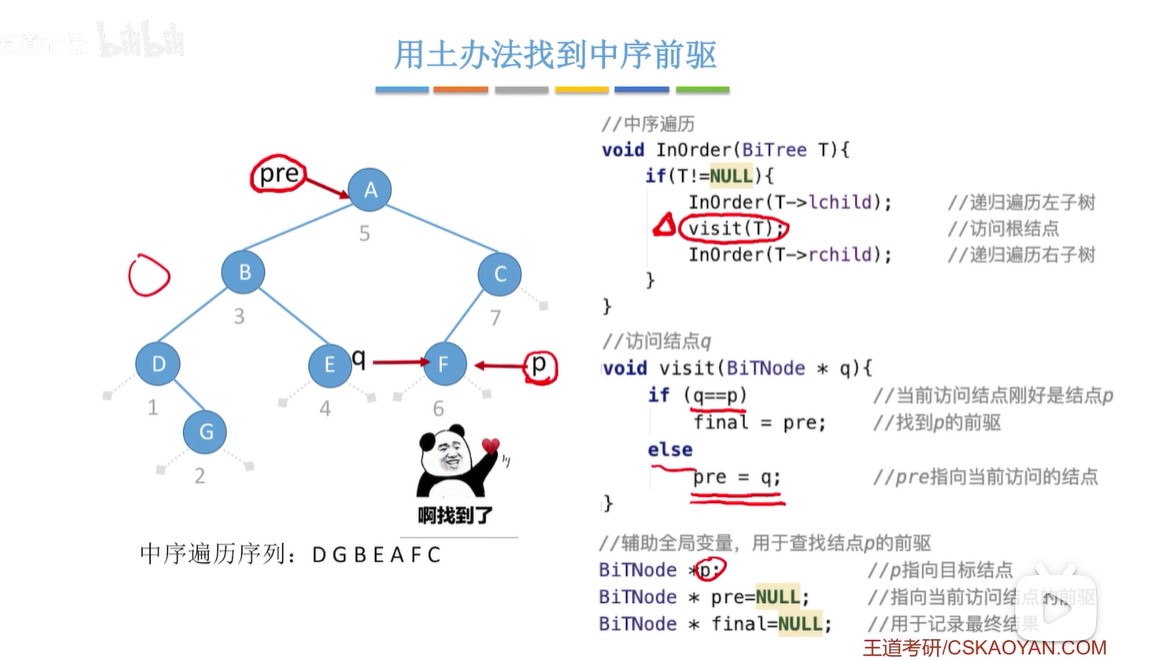 bilibili
用土办法找到中序前驱
pre
A
5
B
3
C
7
D
1
E
4
q
F
6
p
G
2
啊找到了
中序遍历序列：D G B E A F C
//中序遍历
void InOrder(BiTree T){
if(T!=NULL){
InOrder(T->lchild); //递归遍历左子树
visit(T); //访问根结点
InOrder(T->rchild); //递归遍历右子树
}
}
//访问结点q
void visit(BiTNode * q){
if (q==p) //当前访问结点刚好是结点p
final = pre; //找到p的前驱
else
pre = q; //pre指向当前访问的结点
}
//辅助全局变量，用于查找结点p的前驱
BiTNode *p; //p指向目标结点
BiTNode * pre=NULL; //指向当前访问结点的前驱
BiTNode * final=NULL; //用于记录最终结果
王道考研/CSKAOYAN.COM